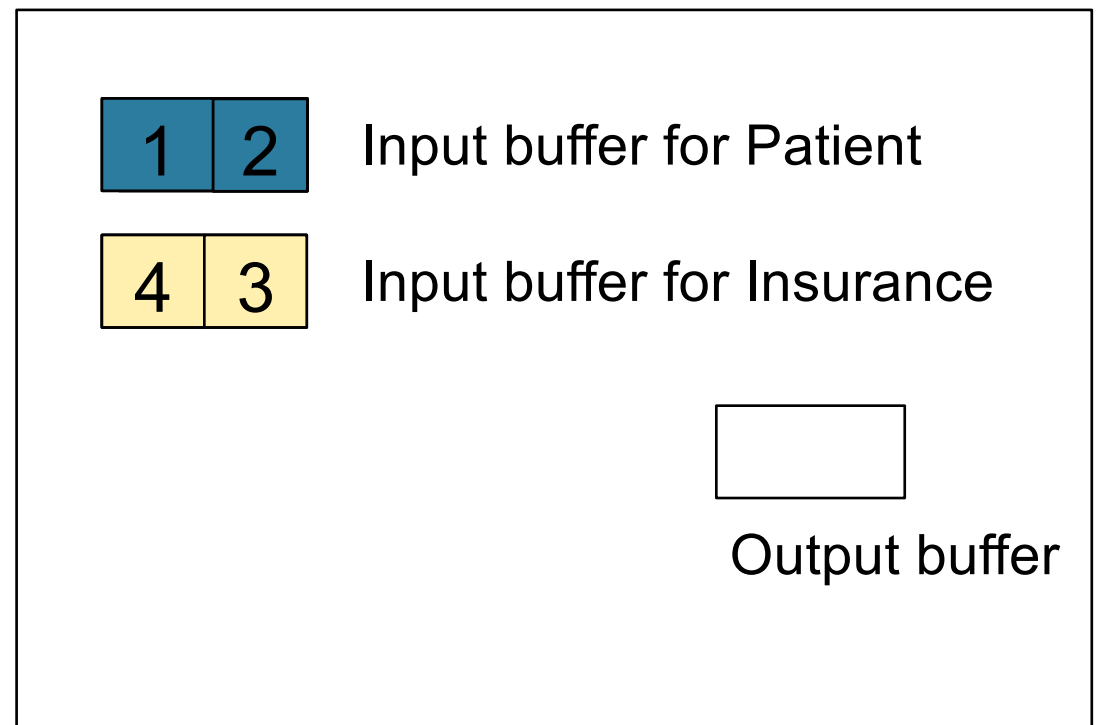 1 2 Input buffer for Patient
4 3 Input buffer for Insurance
Output buffer